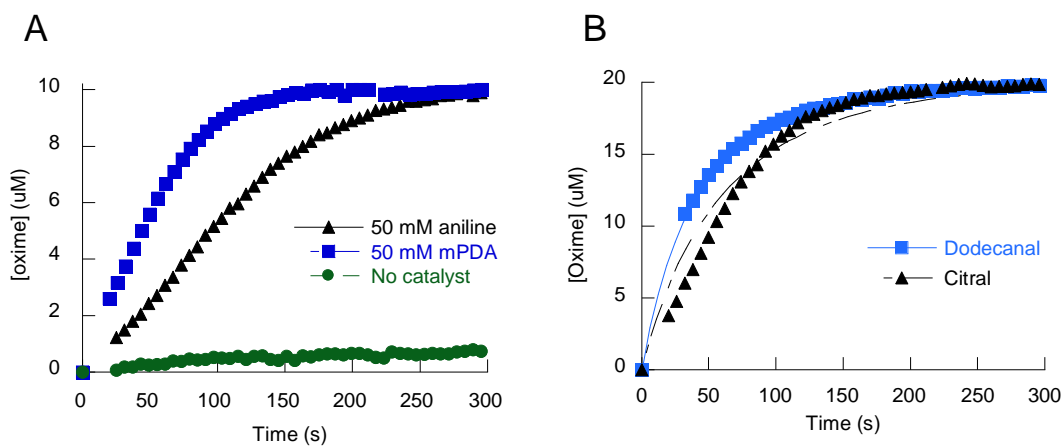 A
[oxime] (uM)
10
8
6
4
2
0
0 50 100 150 200 250 300
Time (s)
50 mM aniline
50 mM mPDA
No catalyst
B
[Oxime] (uM)
20
15
10
5
0
0 50 100 150 200 250 300
Time (s)
Dodecanal
Citral